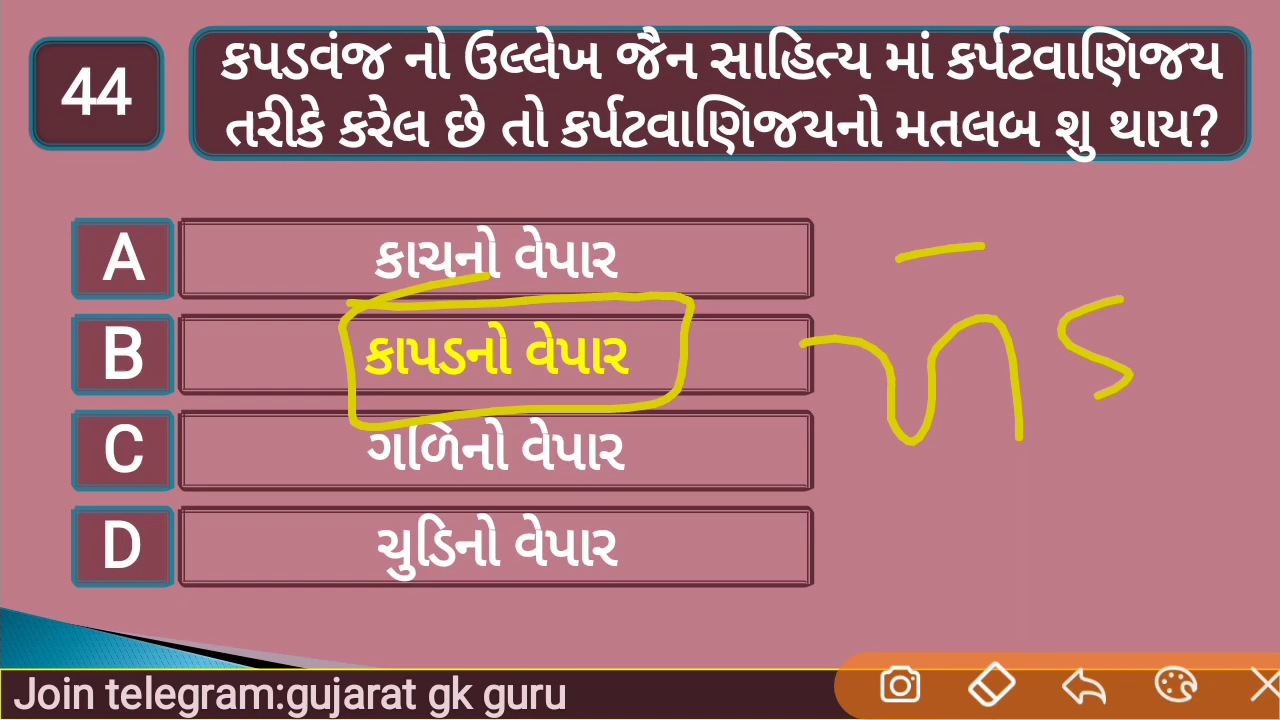 44
કપડવંજ નો ઉલ્લેખ જૈન સાહિત્ય માં કર્પટવાણિજય
તરીકે કરેલ છે તો કર્પટવાણિજયનો મતલબ શુ થાય?
A કાચનો વેપાર
B કાપડનો વેપાર
C ગળિનો વેપાર
D ચુડિનો વેપાર
Join telegram:gujarat gk guru